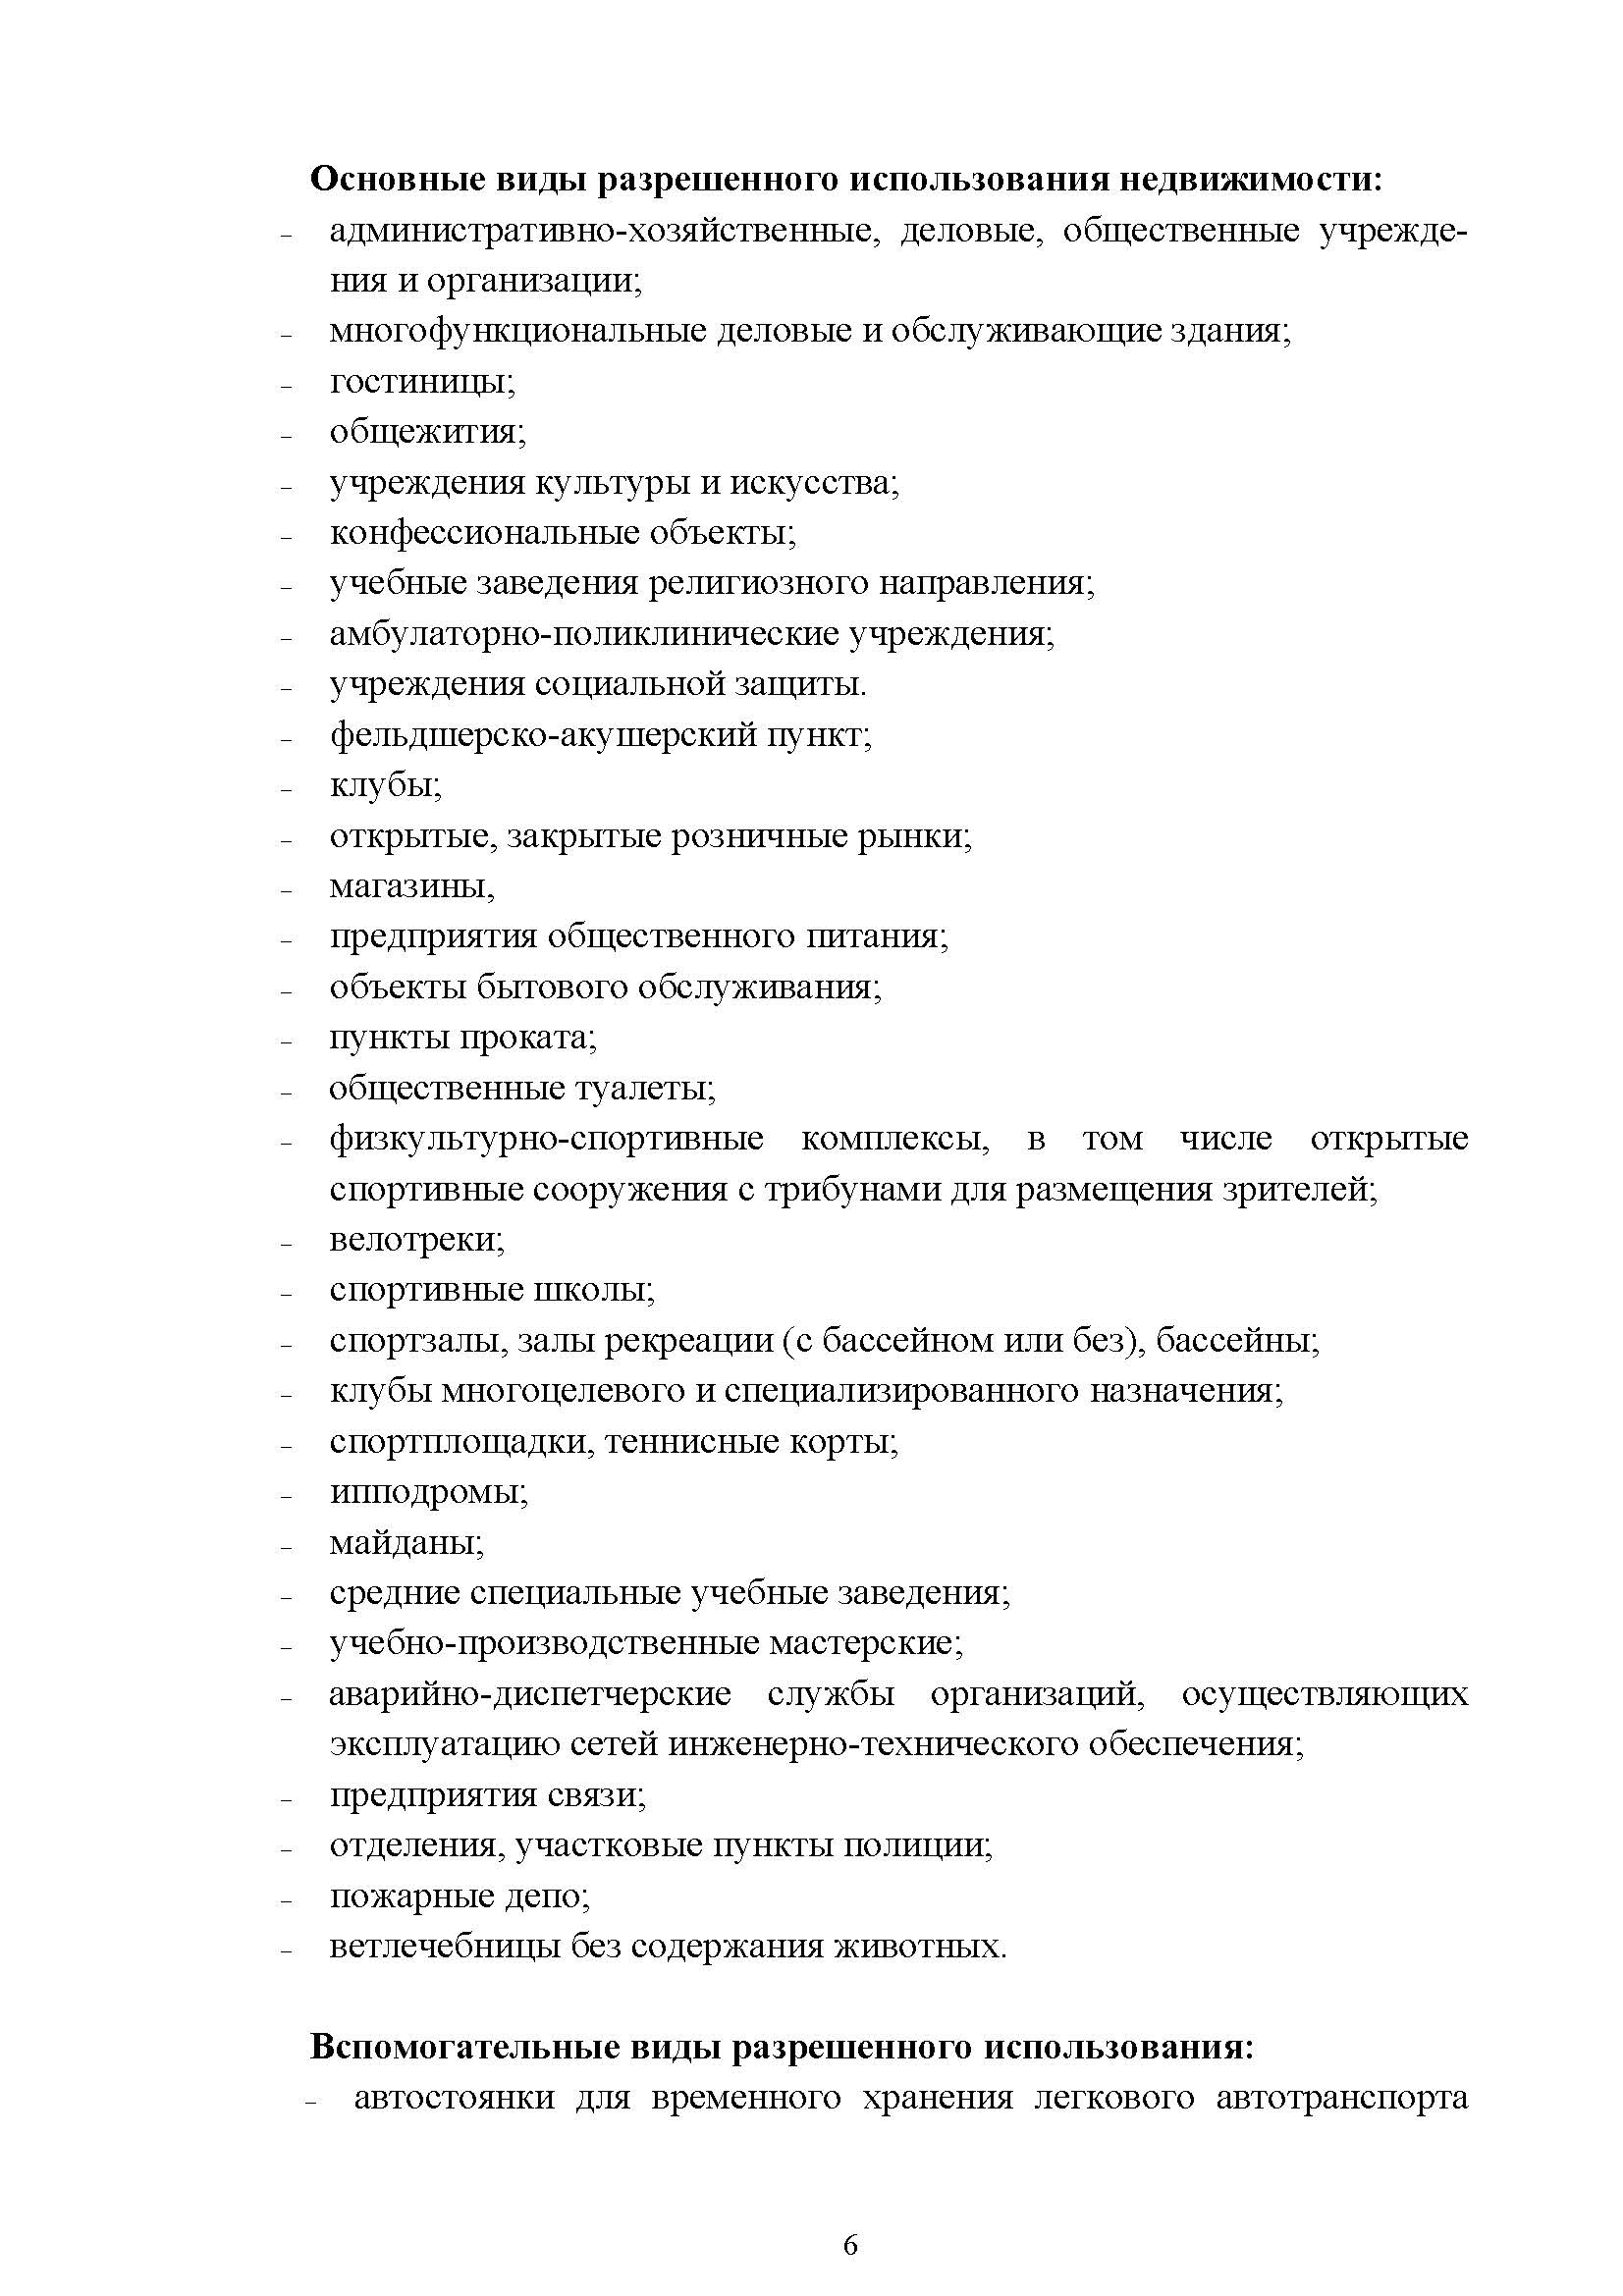 Основные виды разрешенного использования недвижимости:
– административно-хозяйственные, деловые, общественные учрежде-
ния и организации;
– многофункциональные деловые и обслуживающие здания;
– гостиницы;
– общежития;
– учреждения культуры и искусства;
– конфессиональные объекты;
– учебные заведения религиозного направления;
– амбулаторно-поликлинические учреждения;
– учреждения социальной защиты.
– фельдшерско-акушерский пункт;
– клубы;
– открытые, закрытые розничные рынки;
– магазины,
– предприятия общественного питания;
– объекты бытового обслуживания;
– пункты проката;
– общественные туалеты;
– физкультурно-спортивные комплексы, в том числе открытые
спортивные сооружения с трибунами для размещения зрителей;
– велотреки;
– спортивные школы;
– спортзалы, залы рекреации (с бассейном или без), бассейны;
– клубы многоцелевого и специализированного назначения;
– спортплощадки, теннисные корты;
– ипподромы;
– майданы;
– средние специальные учебные заведения;
– учебно-производственные мастерские;
– аварийно-диспетчерские службы организаций, осуществляющих
эксплуатацию сетей инженерно-технического обеспечения;
– предприятия связи;
– отделения, участковые пункты полиции;
– пожарные депо;
– ветлечебницы без содержания животных.
Вспомогательные виды разрешенного использования:
– автостоянки для временного хранения легкового автотранспорта
6